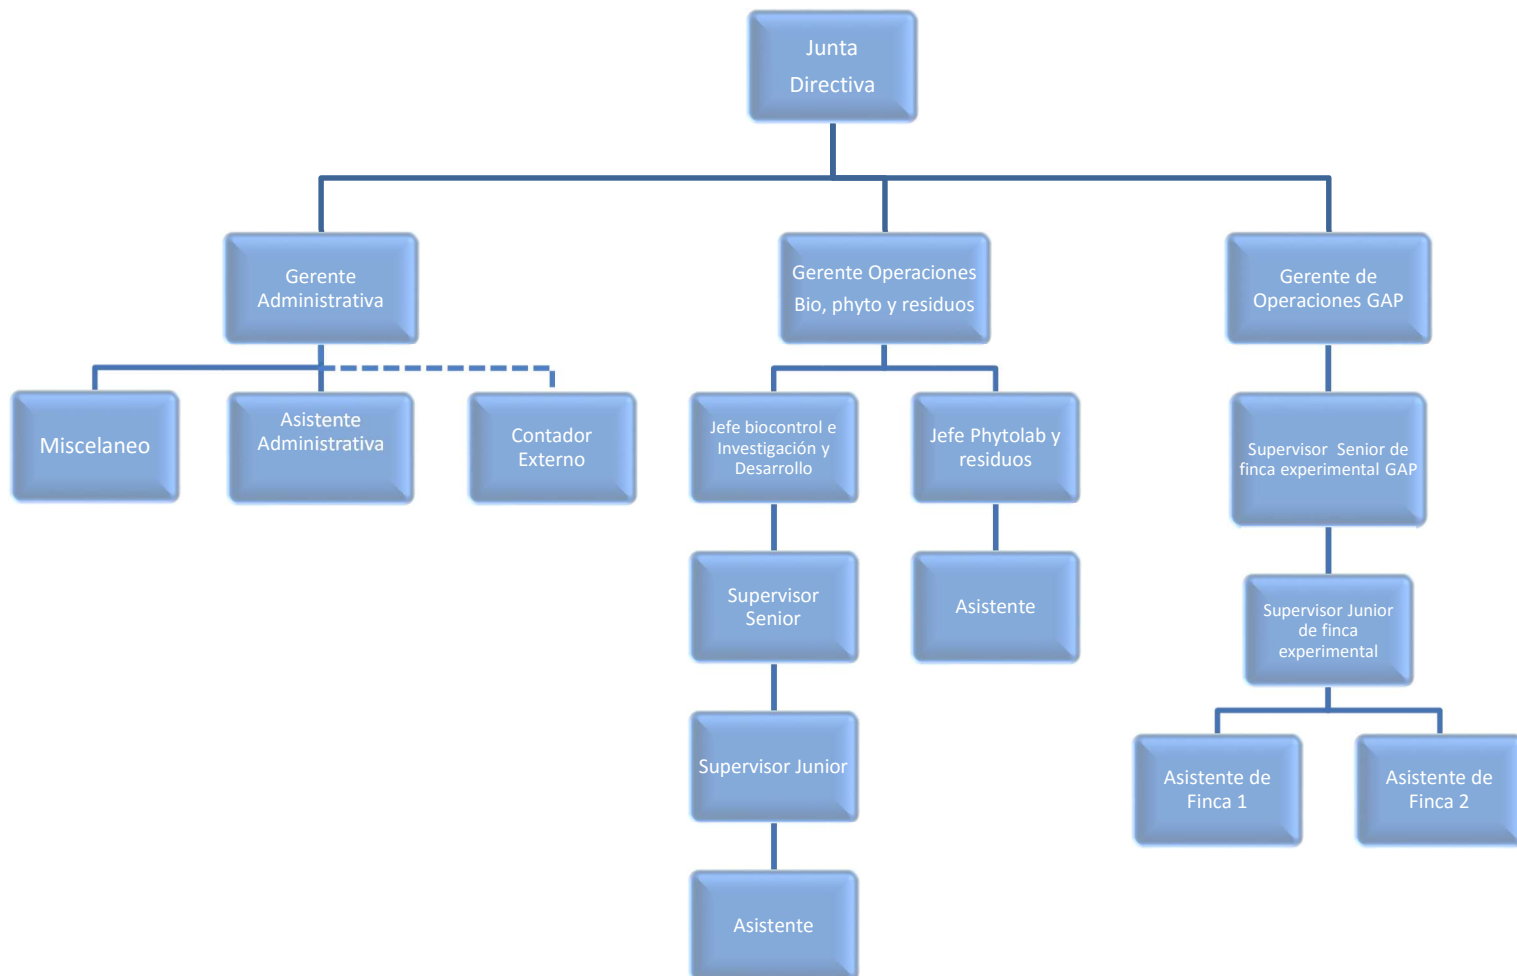 Junta
Directiva
Gerente
Administrativa
Gerente Operaciones
Bio, phyto y residuos
Gerente de
Operaciones GAP
Miscelaneo
Asistente
Administrativa
Contador
Externo
Jefe biocontrol e
Investigación y
Desarrollo
Jefe Phytolab y
residuos
Supervisor Senior de
finca experimental GAP
Supervisor
Senior
Asistente
Supervisor Junior
de finca
experimental
Supervisor Junior
Asistente de
Finca 1
Asistente de
Finca 2
Asistente